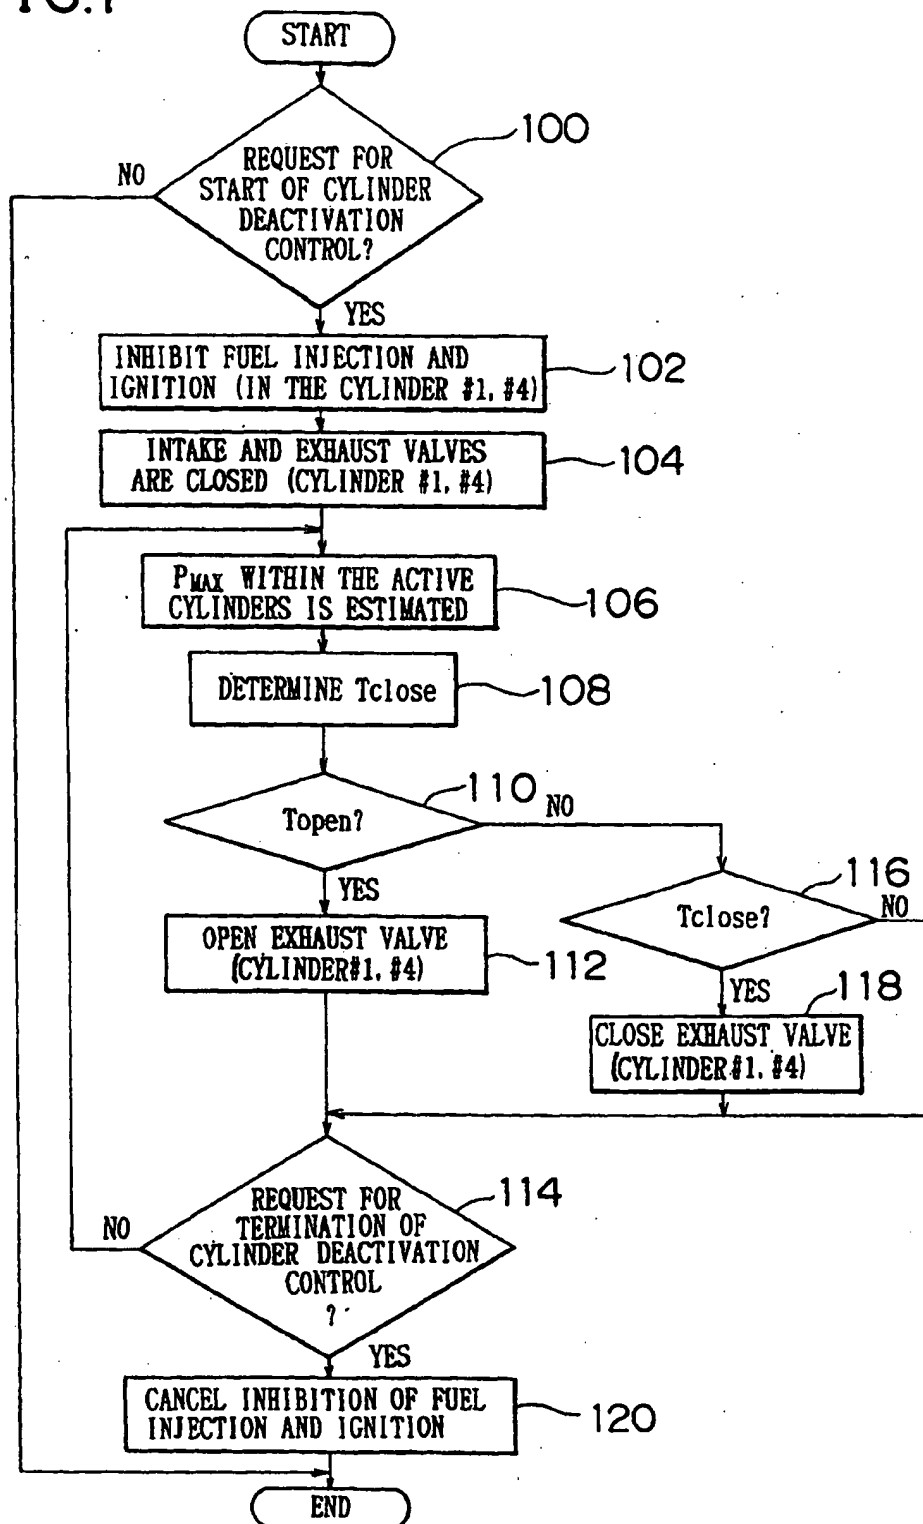 START
100
REQUEST FOR
START OF CYLINDER
DEACTIVATION
CONTROL?
NO
YES
INHIBIT FUEL INJECTION AND
IGNITION (IN THE CYLINDER #1, #4)
102
INTAKE AND EXHAUST VALVES
ARE CLOSED (CYLINDER #1, #4)
104
PMAX WITHIN THE ACTIVE
CYLINDERS IS ESTIMATED
106
DETERMINE Tclose
108
110
Topen?
NO
YES
116
Tclose?
NO
OPEN EXHAUST VALVE
(CYLINDER#1, #4)
112
YES
118
CLOSE EXHAUST VALVE
(CYLINDER#1, #4)
114
REQUEST FOR
TERMINATION OF
CYLINDER DEACTIVATION
CONTROL
?
NO
YES
CANCEL INHIBITION OF FUEL
INJECTION AND IGNITION
120
END